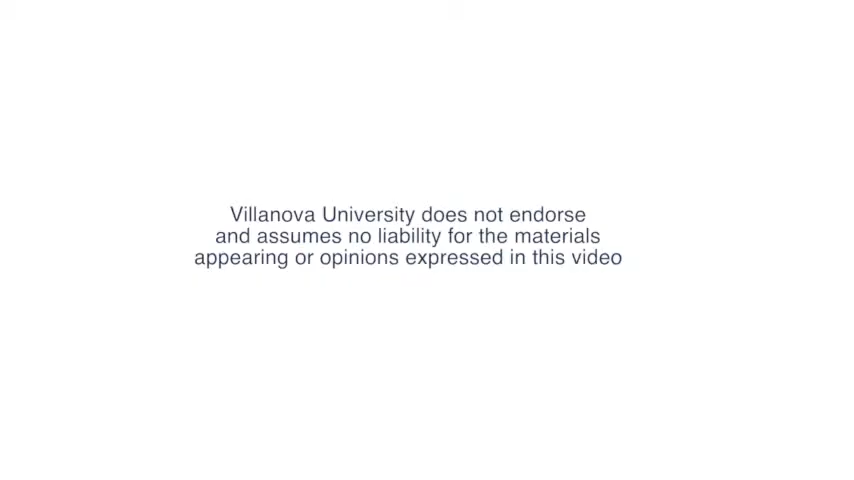 Villanova University does not endorse
and assumes no liability for the materials
appearing or opinions expressed in this video